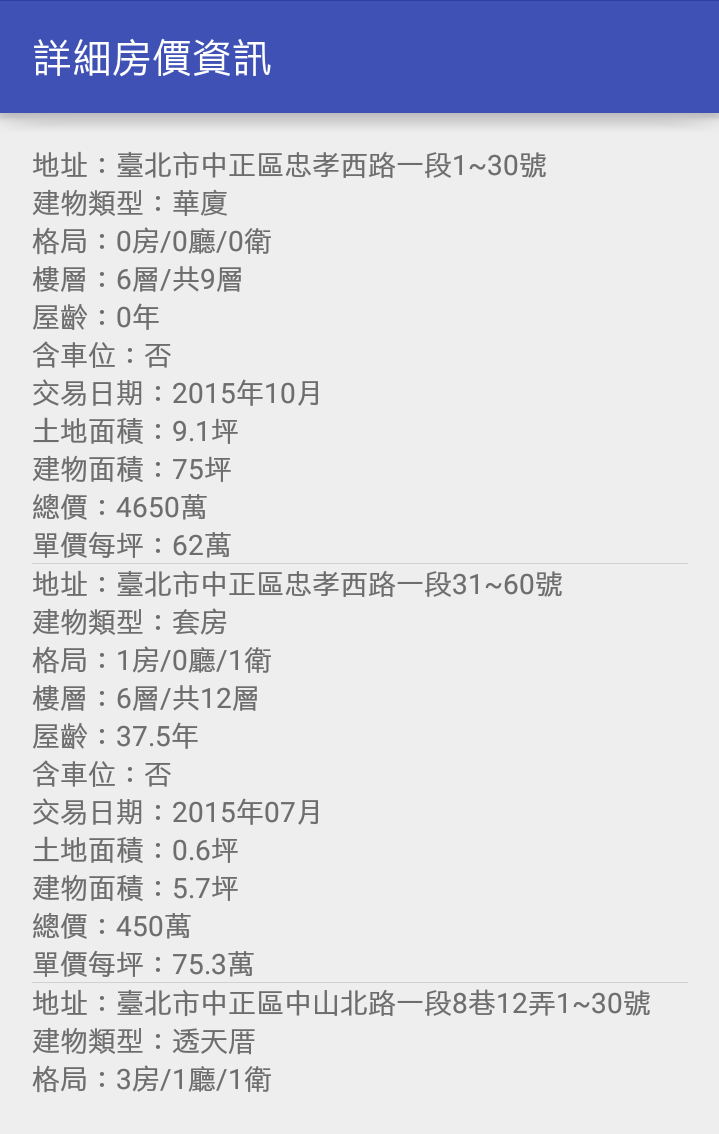 詳細房價資訊
地址：臺北市中正區忠孝西路一段1~30號
建物類型：華廈
格局：0房/0廳/0衛
樓層：6層/共9層
屋齡：0年
含車位：否
交易日期：2015年10月
土地面積：9.1坪
建物面積：75坪
總價：4650萬
單價每坪：62萬
地址：臺北市中正區忠孝西路一段31~60號
建物類型：套房
格局：1房/0廳/1衛
樓層：6層/共12層
屋齡：37.5年
含車位：否
交易日期：2015年07月
土地面積：0.6坪
建物面積：5.7坪
總價：450萬
單價每坪：75.3萬
地址：臺北市中正區中山北路一段8巷12弄1~30號
建物類型：透天厝
格局：3房/1廳/1衛